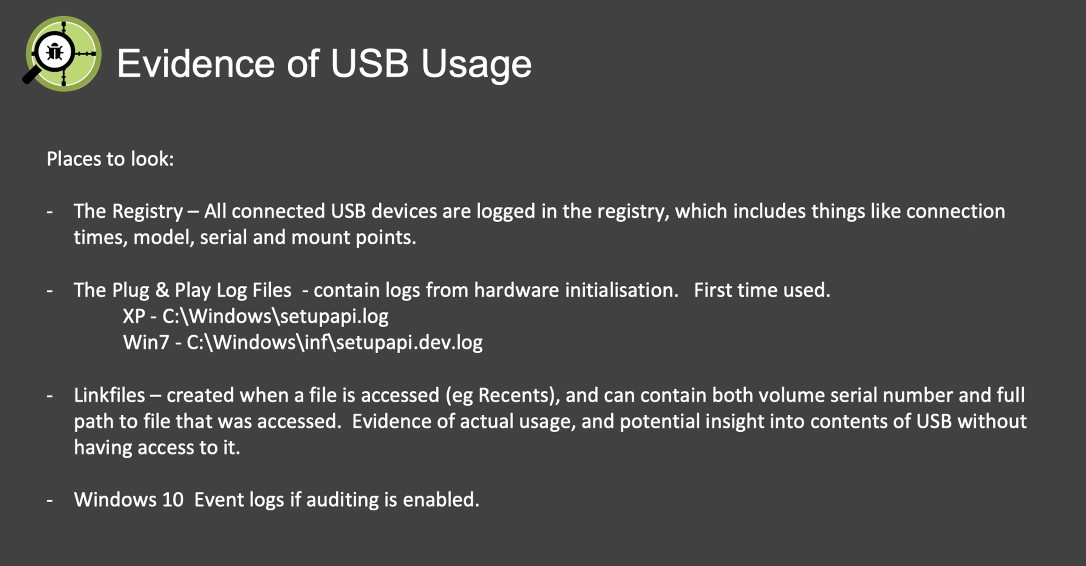 Evidence of USB Usage
Places to look:
- The Registry – All connected USB devices are logged in the registry, which includes things like connection
times, model, serial and mount points.
- The Plug & Play Log Files  - contain logs from hardware initialisation.   First time used.
XP - C:\Windows\setupapi.log
Win7 - C:\Windows\inf\setupapi.dev.log
- Linkfiles – created when a file is accessed (eg Recents), and can contain both volume serial number and full
path to file that was accessed.  Evidence of actual usage, and potential insight into contents of USB without
having access to it.
- Windows 10  Event logs if auditing is enabled.